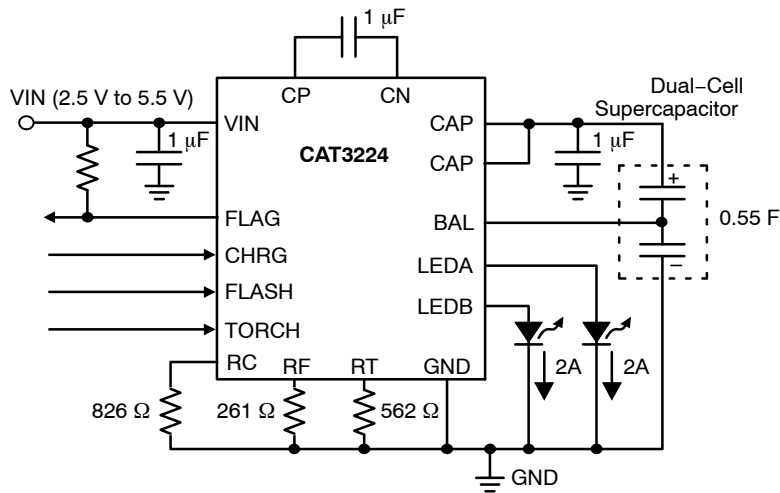 1 μF
CP
CN
VIN (2.5 V to 5.5 V)
Dual−Cell
Supercapacitor
VIN
CAP
1 μF
1 μF
CAT3224
CAP
+
FLAG
BAL
0.55 F
CHRG
LEDA
−
FLASH
LEDB
TORCH
RC
RF
RT
GND
2A
2A
826 Ω
261 Ω
562 Ω
GND